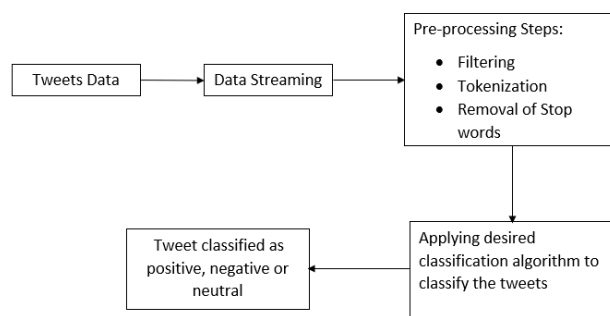 Tweets Data
Data Streaming
Pre-processing Steps:
• Filtering
• Tokenization
• Removal of Stop
words
Applying desired
classification algorithm to
classify the tweets
Tweet classified as
positive, negative or
neutral